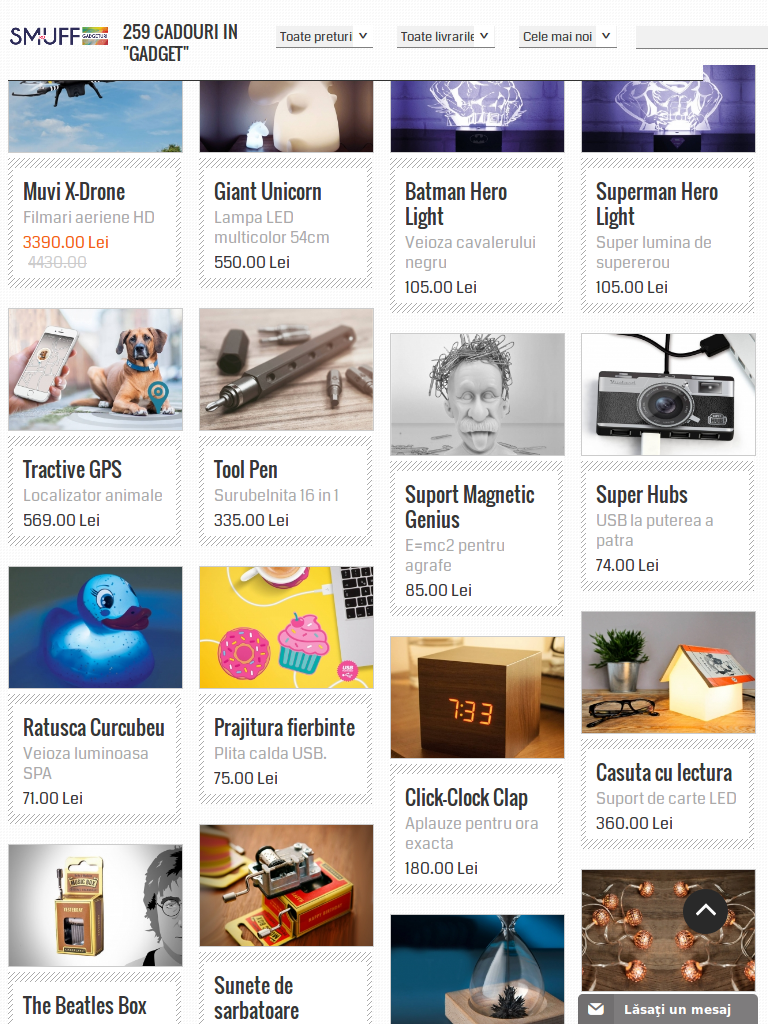 SMUFF GADGETURI
259 CADOURI IN
"GADGET"
Toate preturi
Toate livrarile
Cele mai noi
Muvi X-Drone
Filmari aeriene HD
3390.00 Lei
4430.00
Giant Unicorn
Lampa LED
multicolor 54cm
550.00 Lei
Batman Hero
Light
Veioza cavalerului
negru
105.00 Lei
Superman Hero
Light
Super lumina de
supererou
105.00 Lei
Tractive GPS
Localizator animale
569.00 Lei
Tool Pen
Surubelnita 16 in 1
335.00 Lei
Suport Magnetic
Genius
E=mc2 pentru
agrafe
85.00 Lei
Super Hubs
USB la puterea a
patra
74.00 Lei
Ratusca Curcubeu
Veioza luminoasa
SPA
71.00 Lei
Prajitura fierbinte
Plita calda USB.
75.00 Lei
7:33
Click-Clock Clap
Aplauze pentru ora
exacta
180.00 Lei
Casuta cu lectura
Suport de carte LED
360.00 Lei
MUSIC BOX
YESTERDAY
The Beatles Box
HAPPY BIRTHDAY
Sunete de
sarbatoare
Lăsați un mesaj